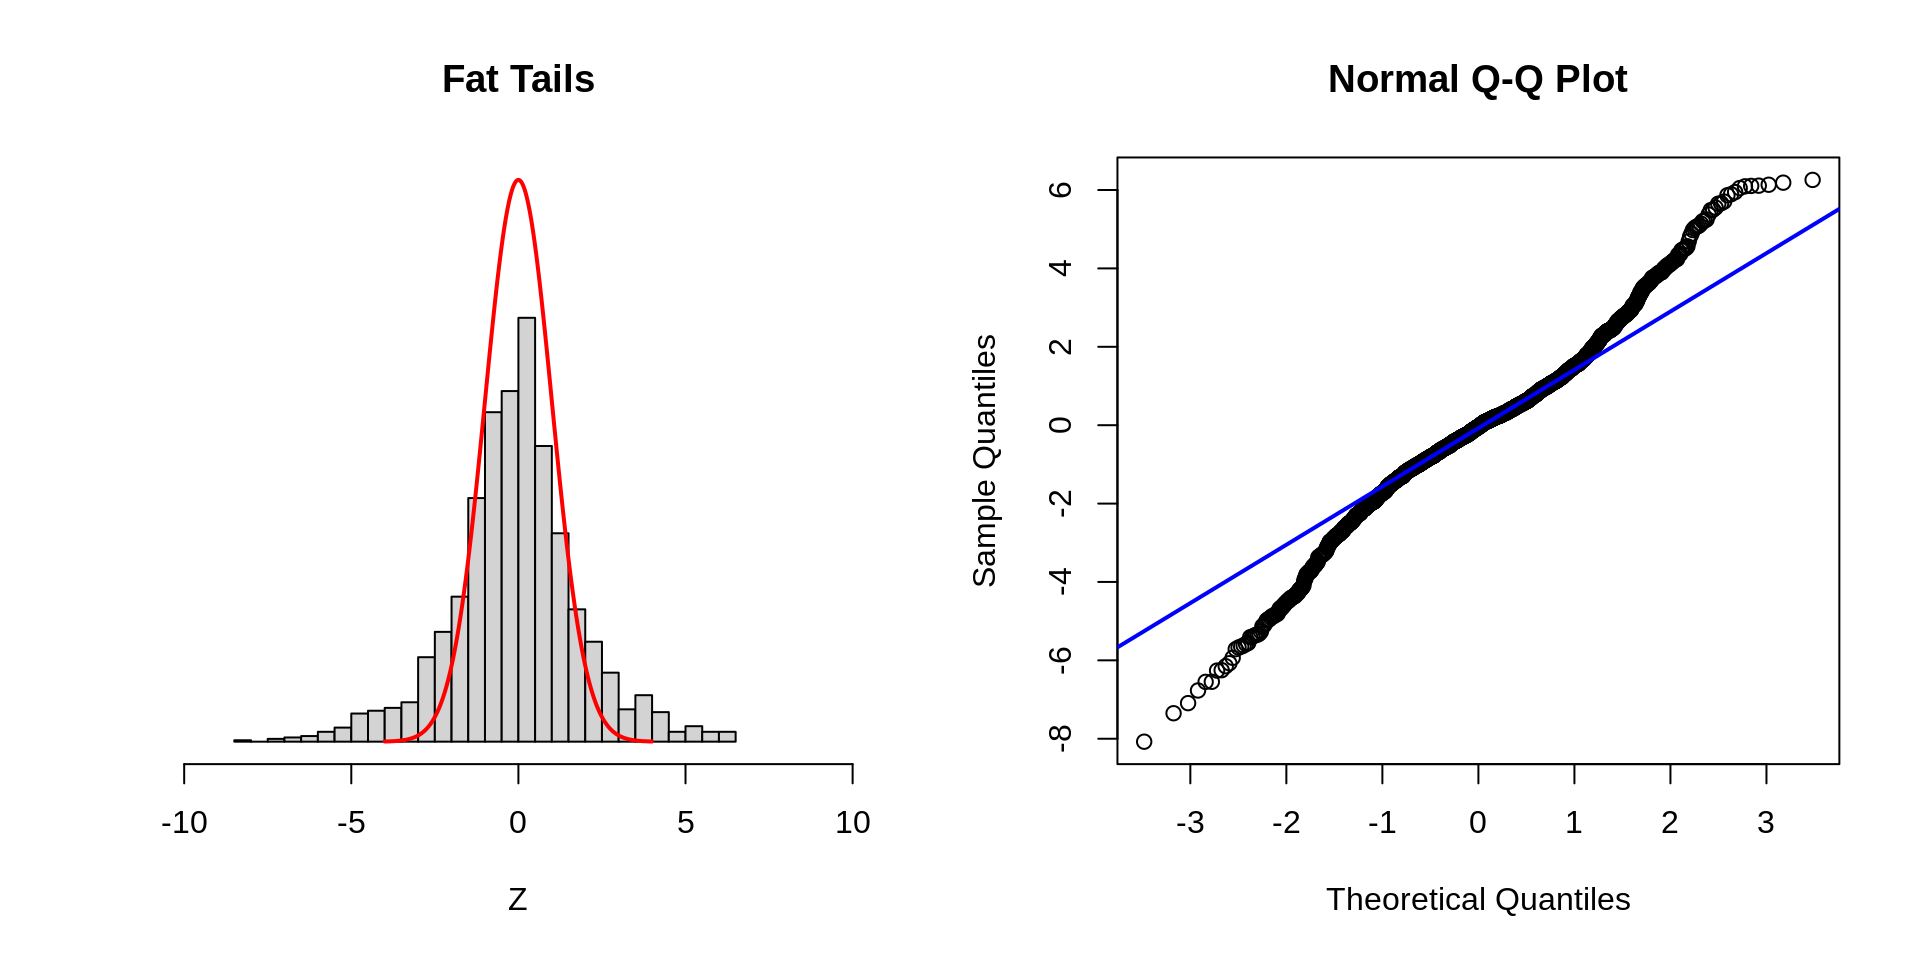 Fat Tails
-10 -5 0 5 10
Z
Normal Q-Q Plot
6
4
2
0
-2
-4
-6
-8
Sample Quantiles
-3 -2 -1 0 1 2 3
Theoretical Quantiles